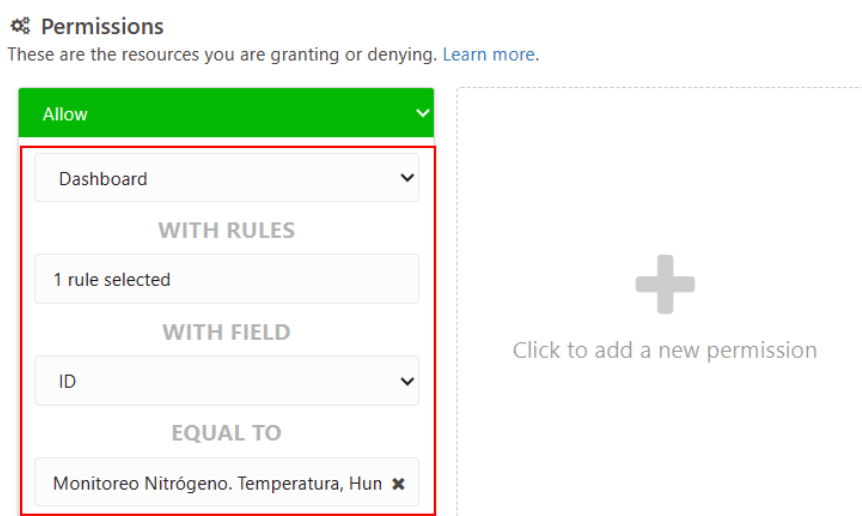 Permissions
These are the resources you are granting or denying. Learn more.
Allow
Dashboard
WITH RULES
1 rule selected
WITH FIELD
ID
EQUAL TO
Monitoreo Nitrógeno. Temperatura, Hun
Click to add a new permission